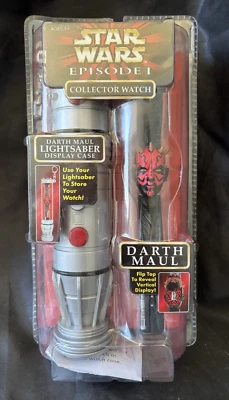 STAR
WARS
EPISODE I
COLLECTOR WATCH
DARTH MAUL
LIGHTSABER
DISPLAY CASE
Use Your
Lightsaber
To Store
Your
Watch!
DARTH
MAUL
Flip Top
To Reveal
Vertical
Display!